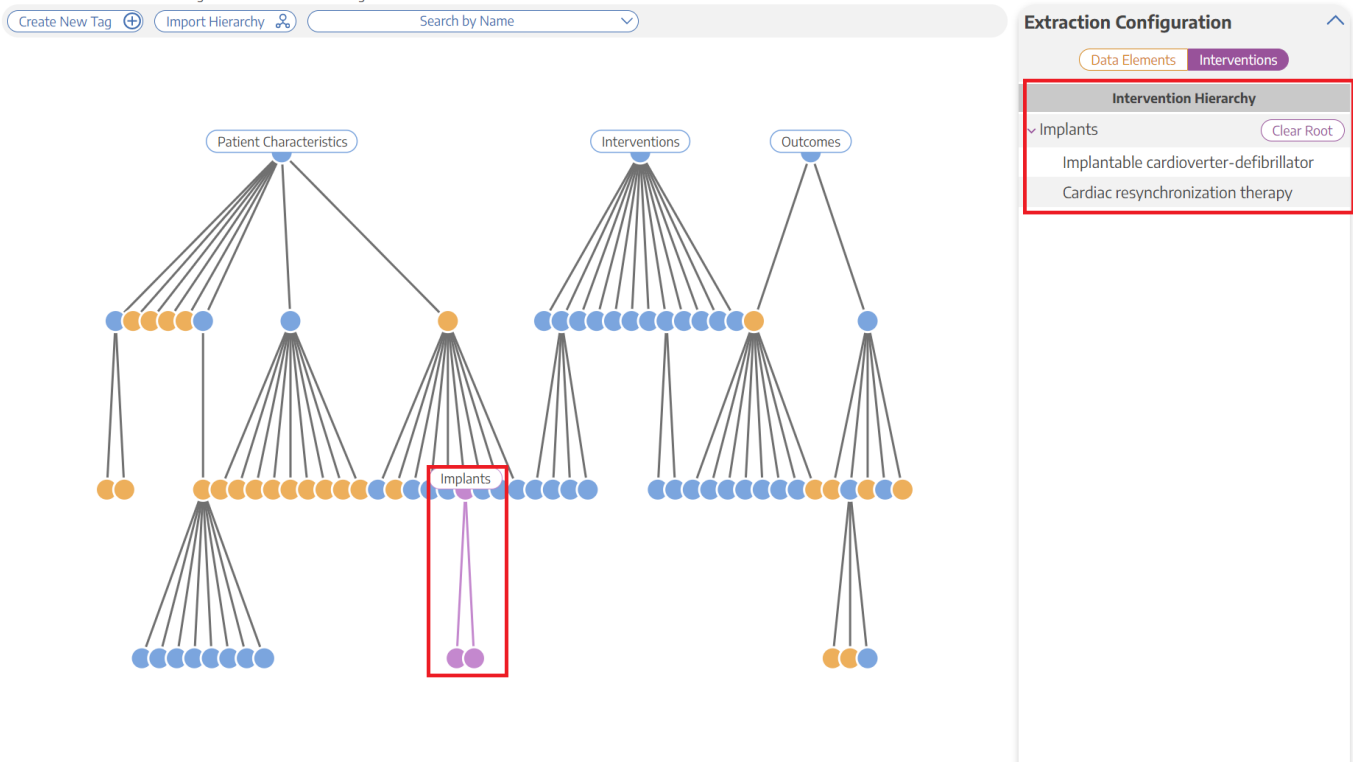 Create New Tag
Import Hierarchy
Search by Name
Extraction Configuration
Data Elements
Interventions
Intervention Hierarchy
Implants
Clear Root
Implantable cardioverter-defibrillator
Cardiac resynchronization therapy
Patient Characteristics
Interventions
Outcomes
Implants